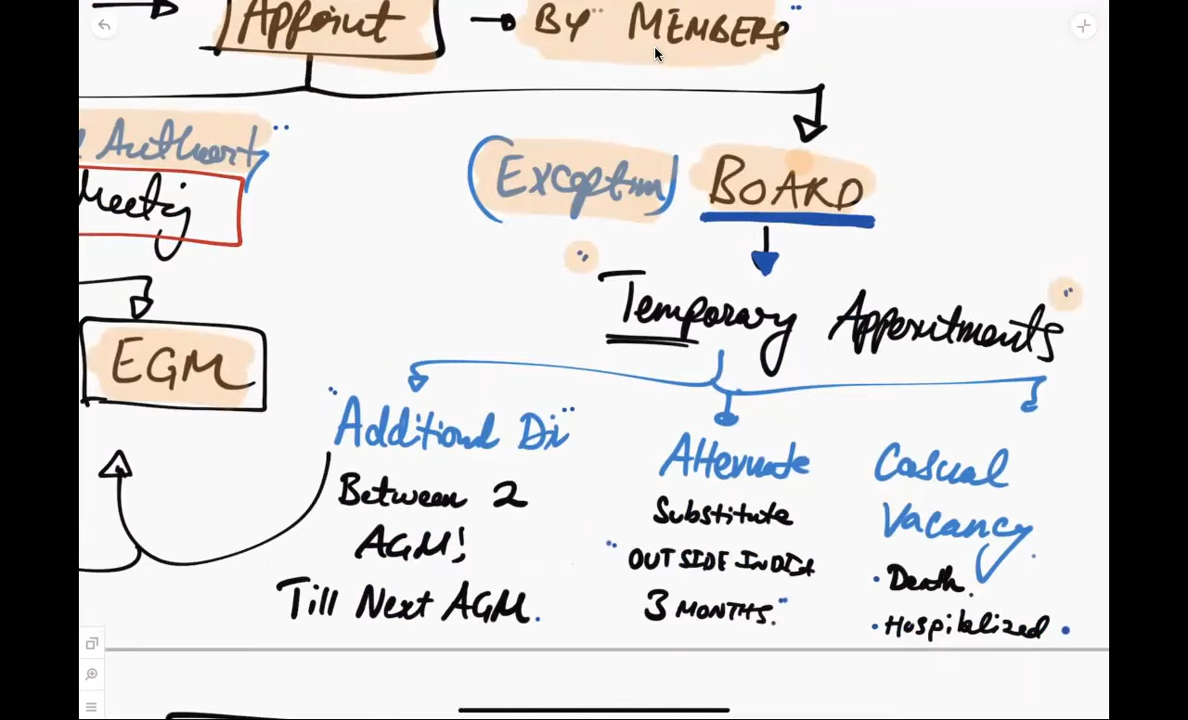 Appoint → "BY MEMBERS"
Authority
Meeting
(Exception) BOARD
EGM
"Temporary Appointments"
"Additional Dir"
Between 2
AGM!
Till Next AGM.
Alternate
Substitute
"OUTSIDE INDIA
3 MONTHS."
Casual
Vacancy
• Death.
• Hospitalized •